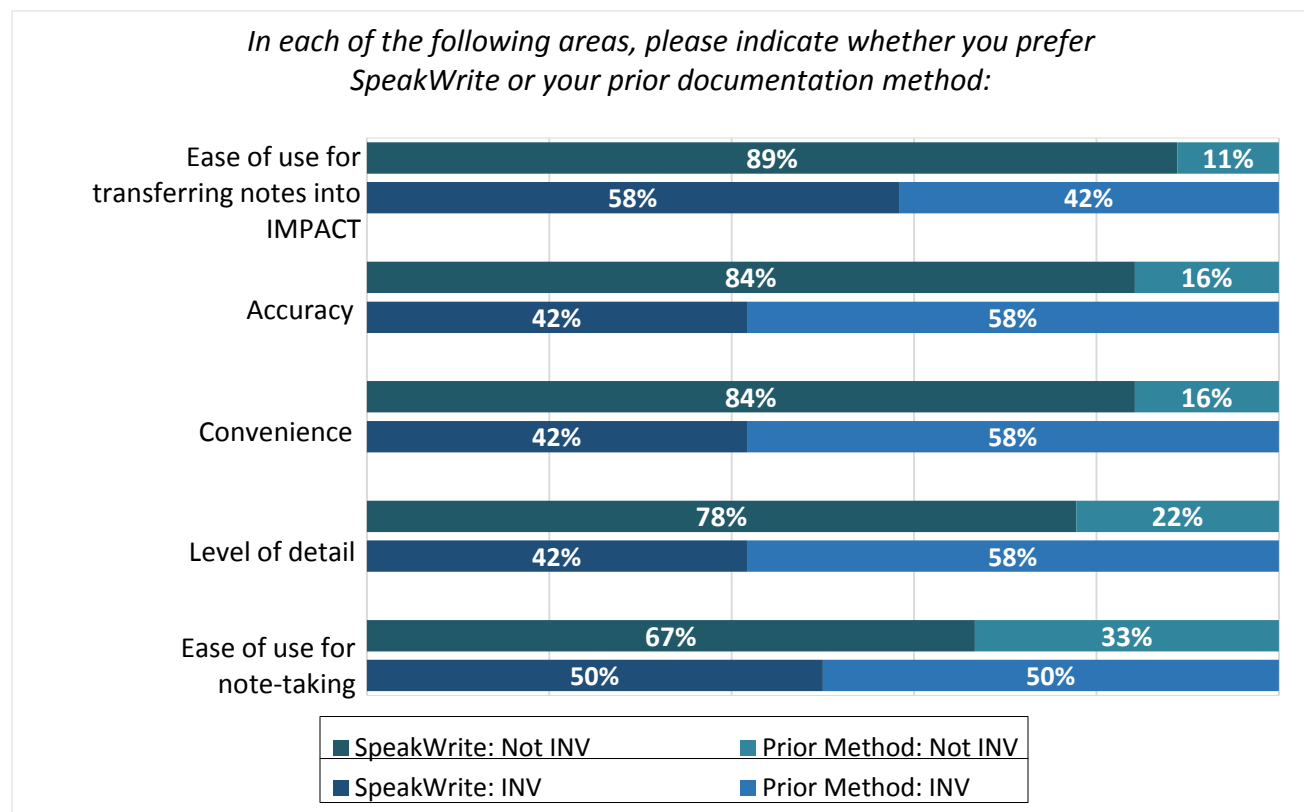 In each of the following areas, please indicate whether you prefer
SpeakWrite or your prior documentation method:
Ease of use for
transferring notes into
IMPACT
89%
11%
58%
42%
Accuracy
84%
16%
42%
58%
Convenience
84%
16%
42%
58%
Level of detail
78%
22%
42%
58%
Ease of use for
note-taking
67%
33%
50%
50%
SpeakWrite: Not INV
Prior Method: Not INV
SpeakWrite: INV
Prior Method: INV